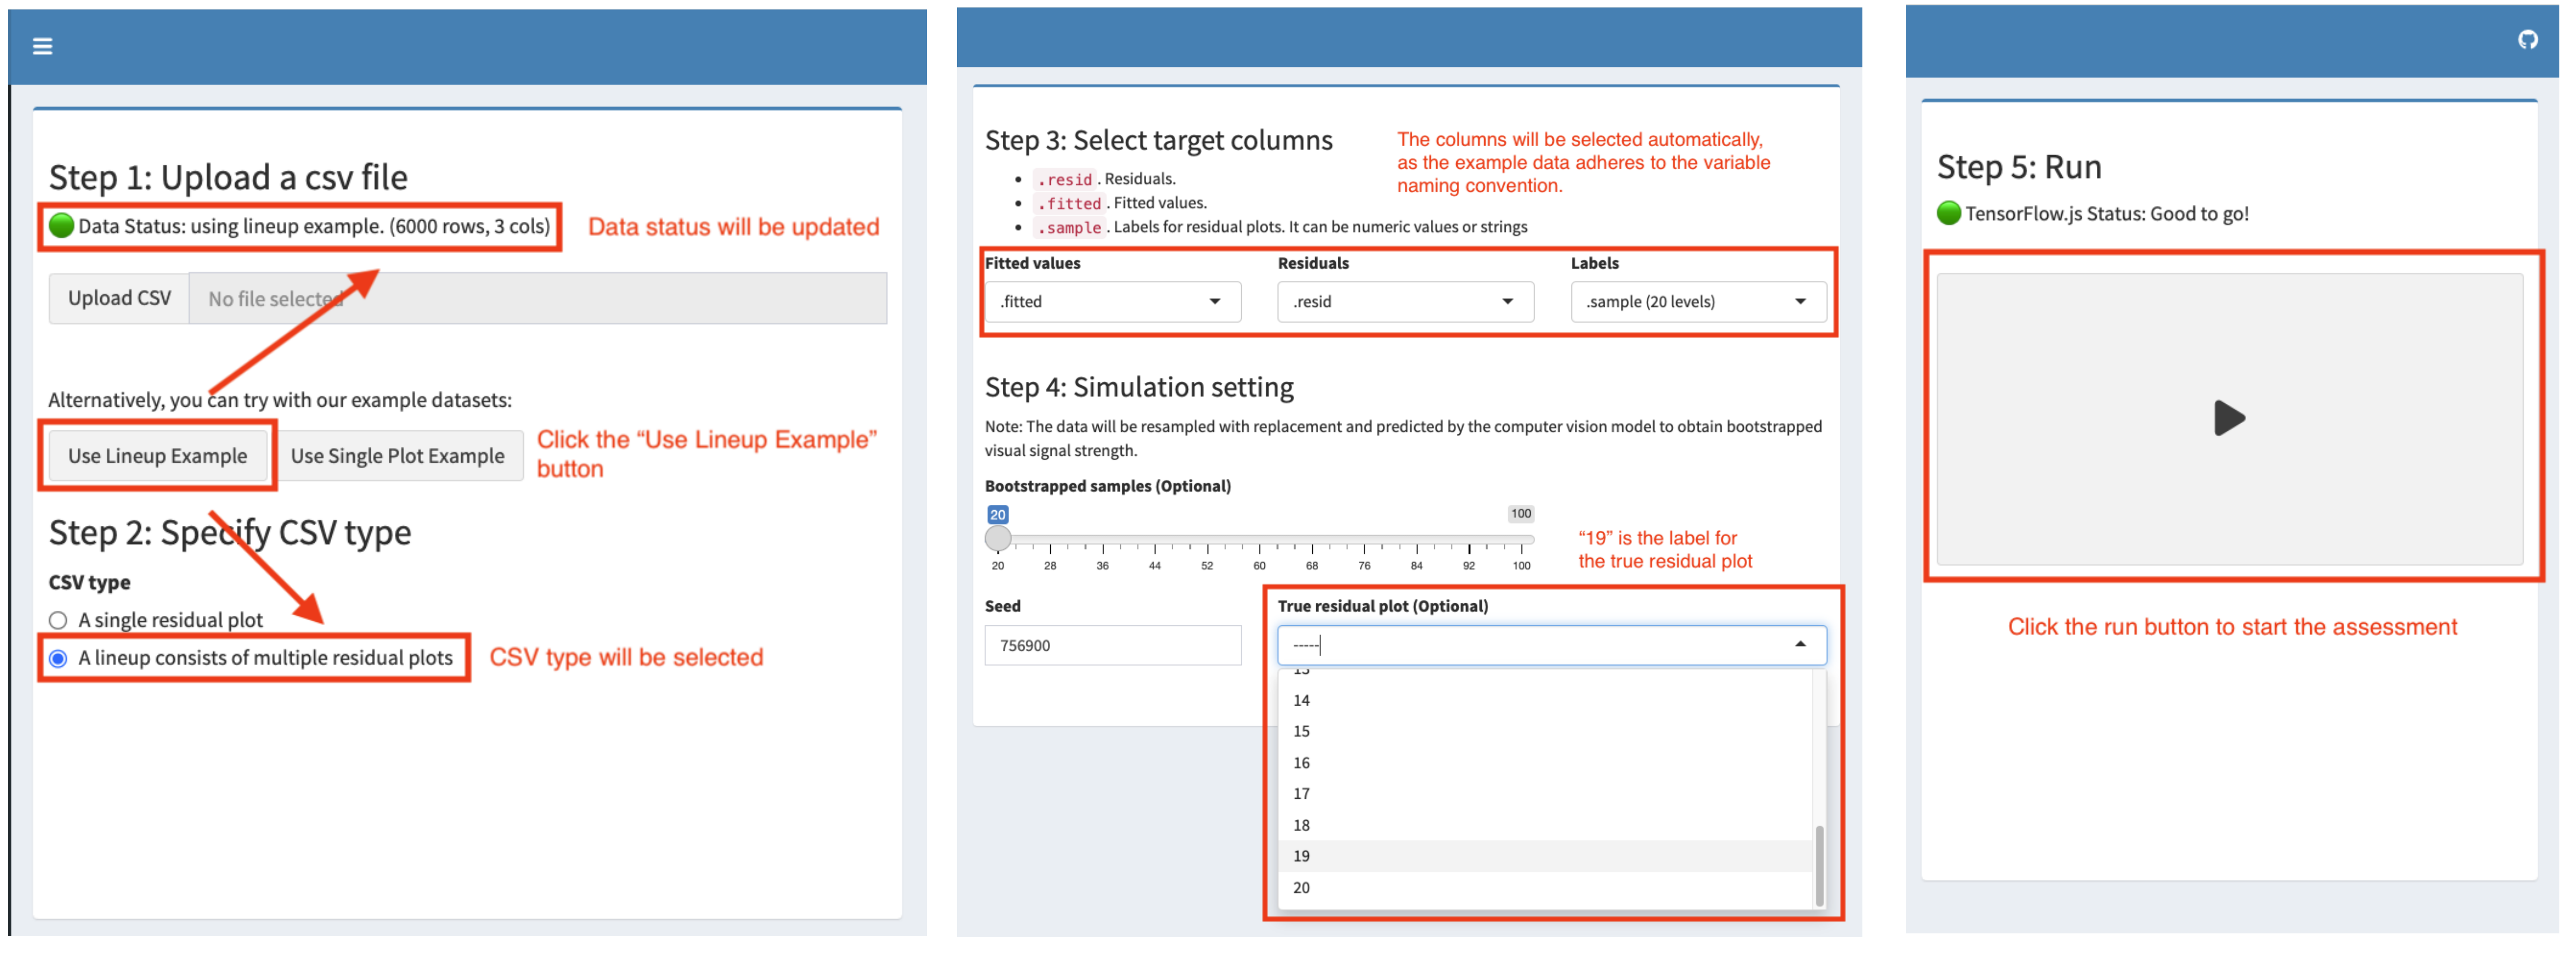 Step 1: Upload a csv file
Data Status: using lineup example. (6000 rows, 3 cols)
Data status will be updated
Upload CSV
No file selected
Alternatively, you can try with our example datasets:
Use Lineup Example
Use Single Plot Example
Click the “Use Lineup Example”
button
Step 2: Specify CSV type
CSV type
A single residual plot
A lineup consists of multiple residual plots
CSV type will be selected
Step 3: Select target columns
The columns will be selected automatically,
as the example data adheres to the variable
naming convention.
.resid. Residuals.
.fitted. Fitted values.
.sample. Labels for residual plots. It can be numeric values or strings
Fitted values
Residuals
Labels
.fitted
.resid
.sample (20 levels)
Step 4: Simulation setting
Note: The data will be resampled with replacement and predicted by the computer vision model to obtain bootstrapped
visual signal strength.
Bootstrapped samples (Optional)
20
100
20 28 36 44 52 60 68 76 84 92 100
“19” is the label for
the true residual plot
Seed
756900
True residual plot (Optional)
-----
13
14
15
16
17
18
19
20
Step 5: Run
TensorFlow.js Status: Good to go!
Click the run button to start the assessment